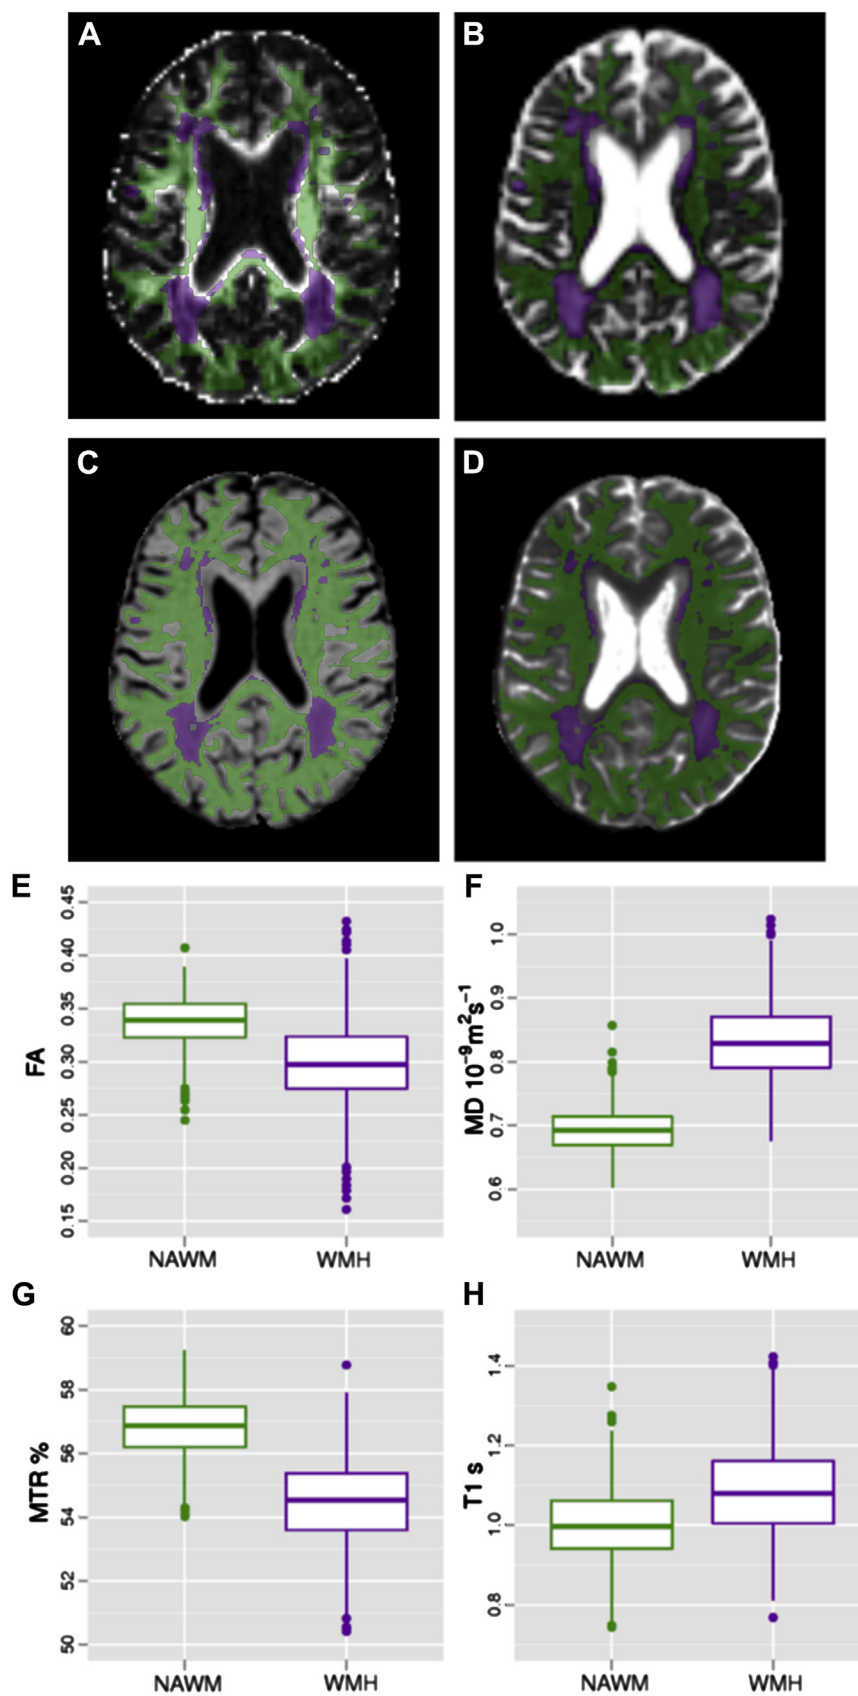 A
B
C
D
E
F
FA
0.45
0.40
0.35
0.30
0.25
0.20
0.15
NAWM
WMH
MD 10⁻⁹m²s⁻¹
1.0
0.9
0.8
0.7
0.6
NAWM
WMH
G
H
MTR %
60
58
56
54
52
50
NAWM
WMH
T1 s
1.4
1.2
1.0
0.8
NAWM
WMH